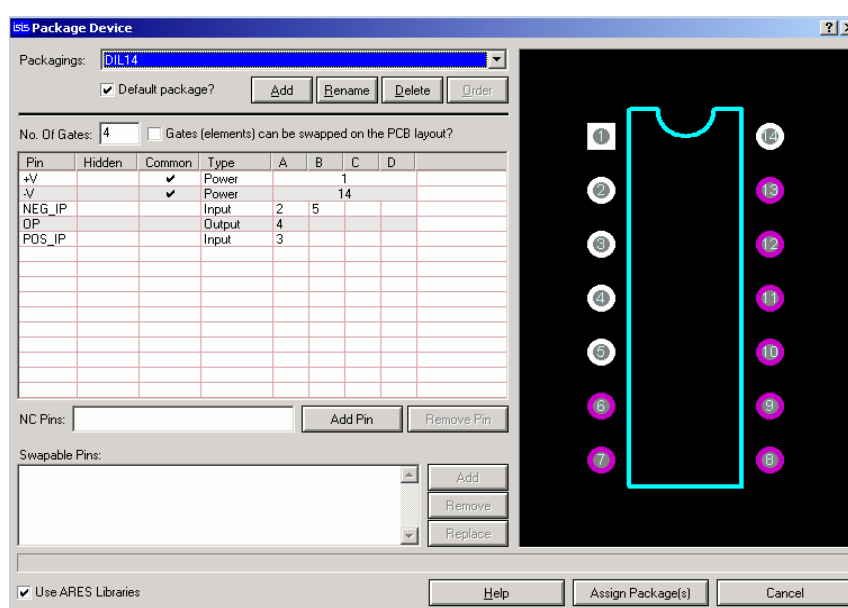 isis Package Device
Packagings: DIL14
Default package? Add Rename Delete Order
No. Of Gates: 4 Gates (elements) can be swapped on the PCB layout?
Pin Hidden Common Type A B C D
+V Power 1
-V Power 14
NEG_IP Input 2 5
OP Output 4
POS_IP Input 3
NC Pins: Add Pin Remove Pin
Swapable Pins:
Add
Remove
Replace
Use ARES Libraries Help Assign Package(s) Cancel
1 14
2 13
3 12
4 11
5 10
6 9
7 8